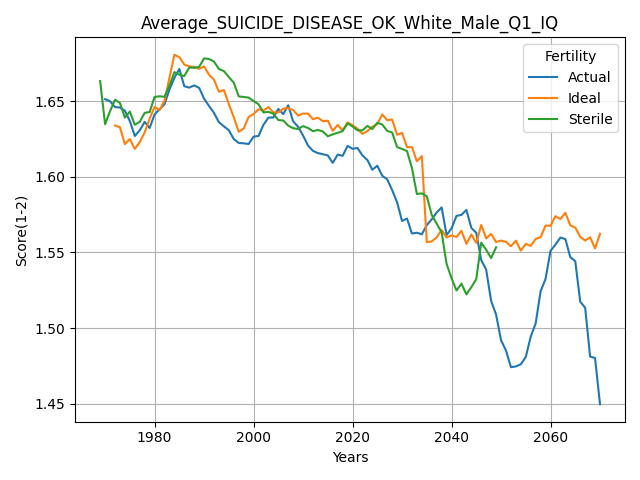 Average_SUICIDE_DISEASE_OK_White_Male_Q1_IQ
Fertility
Actual
Ideal
Sterile
Score(1-2)
1.65
1.60
1.55
1.50
1.45
1980 2000 2020 2040 2060
Years